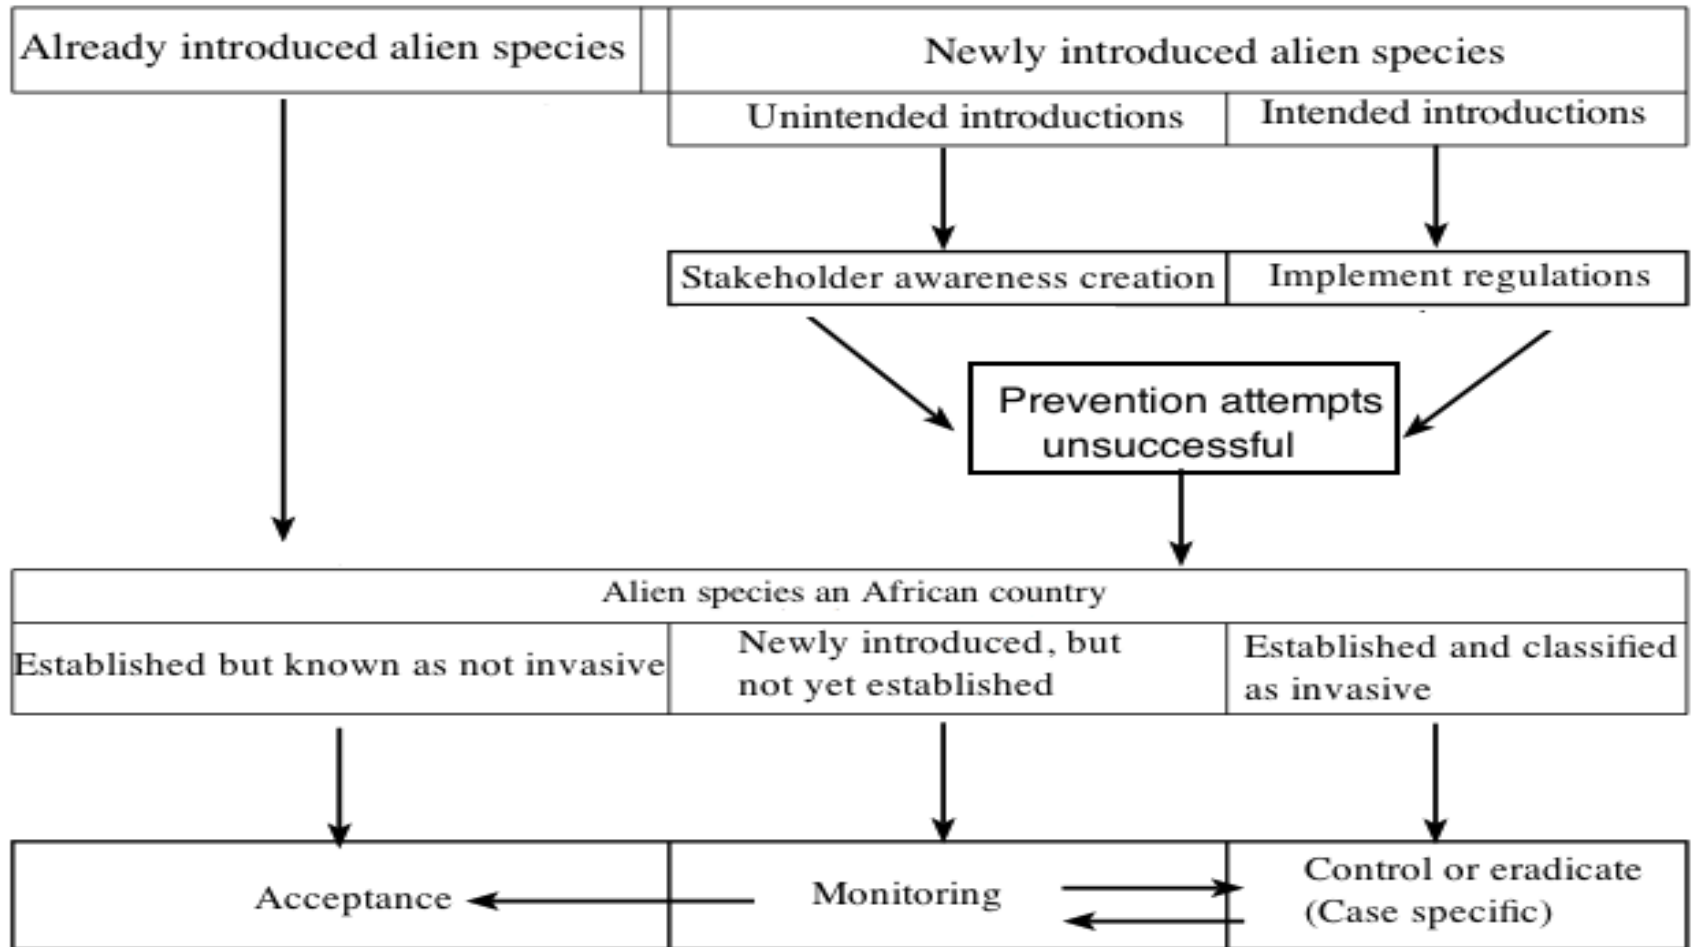 Already introduced alien species
Newly introduced alien species
Unintended introductions
Intended introductions
Stakeholder awareness creation
Implement regulations
Prevention attempts
unsuccessful
Alien species an African country
Established but known as not invasive
Newly introduced, but
not yet established
Established and classified
as invasive
Acceptance
Monitoring
Control or eradicate
(Case specific)